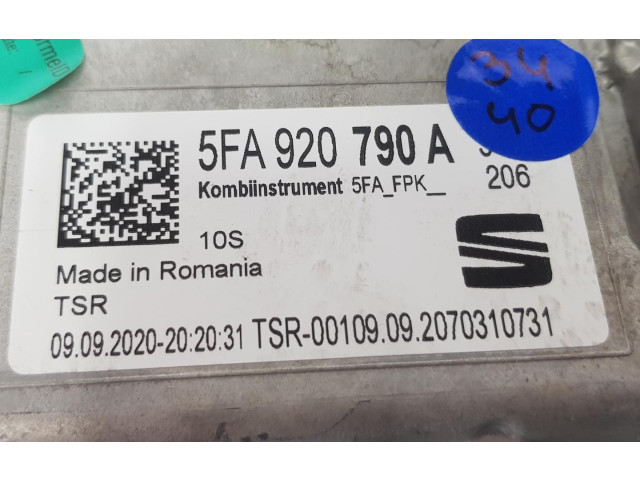 34
40
5FA 920 790 A
Kombiinstrument 5FA_FPK__
206
10S
Made in Romania
TSR
09.09.2020-20:20:31 TSR-00109.09.2070310731